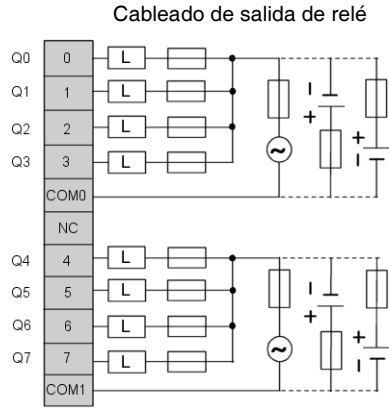 Cableado de salida de relé
Q0 0 L
Q1 1 L
Q2 2 L
Q3 3 L
COM0
NC
Q4 4 L
Q5 5 L
Q6 6 L
Q7 7 L
COM1